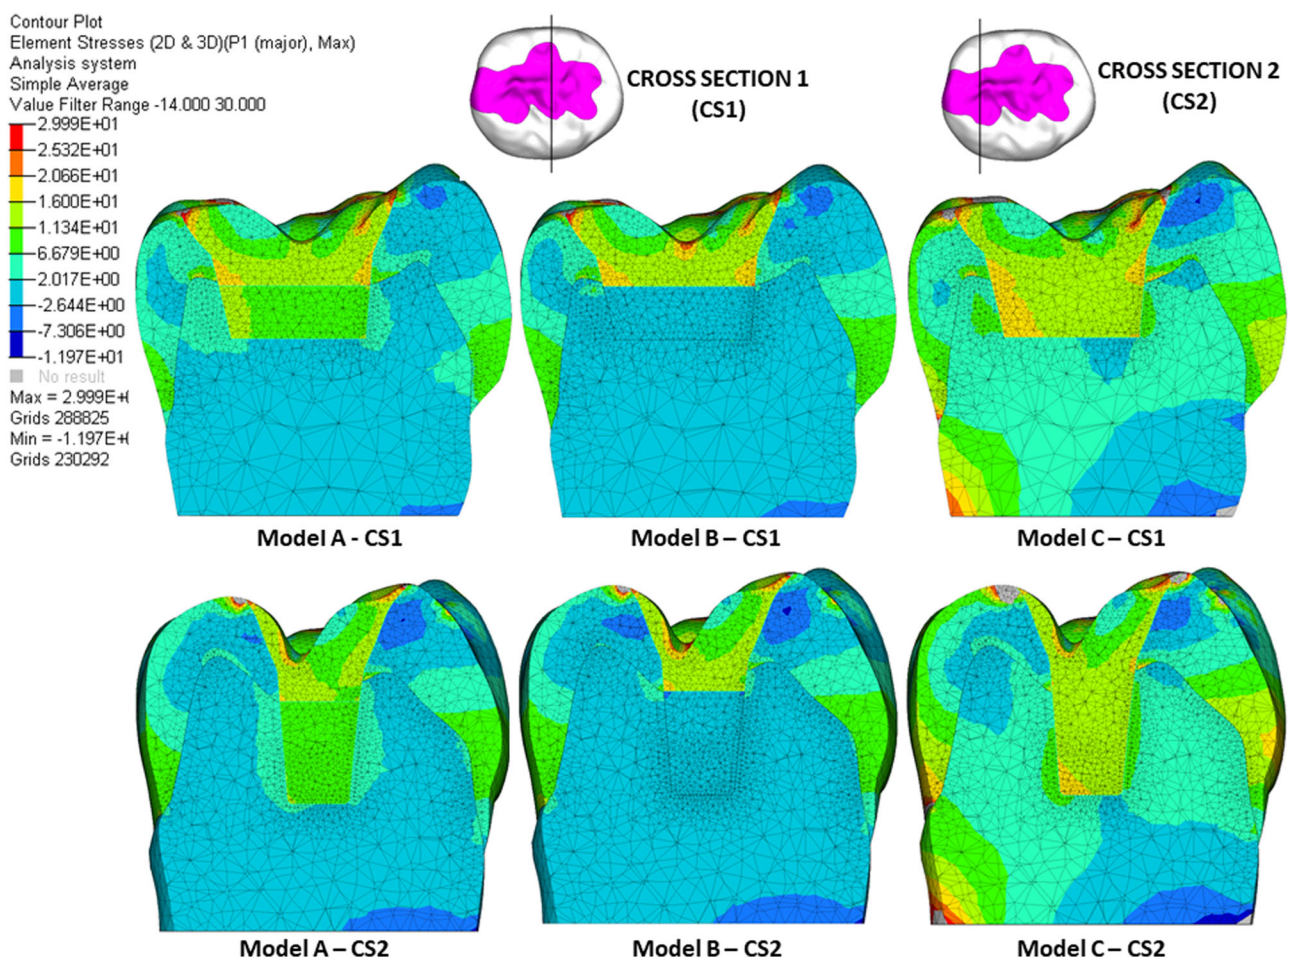 Contour Plot
Element Stresses (2D & 3D)(P1 (major), Max)
Analysis system
Simple Average
Value Filter Range -14.000 30.000
2.999E+01
2.532E+01
2.066E+01
1.600E+01
1.134E+01
6.679E+00
2.017E+00
-2.644E+00
-7.306E+00
-1.197E+01
No result
Max = 2.999E+(
Grids 288825
Min = -1.197E+(
Grids 230292
CROSS SECTION 1
(CS1)
CROSS SECTION 2
(CS2)
Model A - CS1
Model B – CS1
Model C – CS1
Model A – CS2
Model B – CS2
Model C – CS2